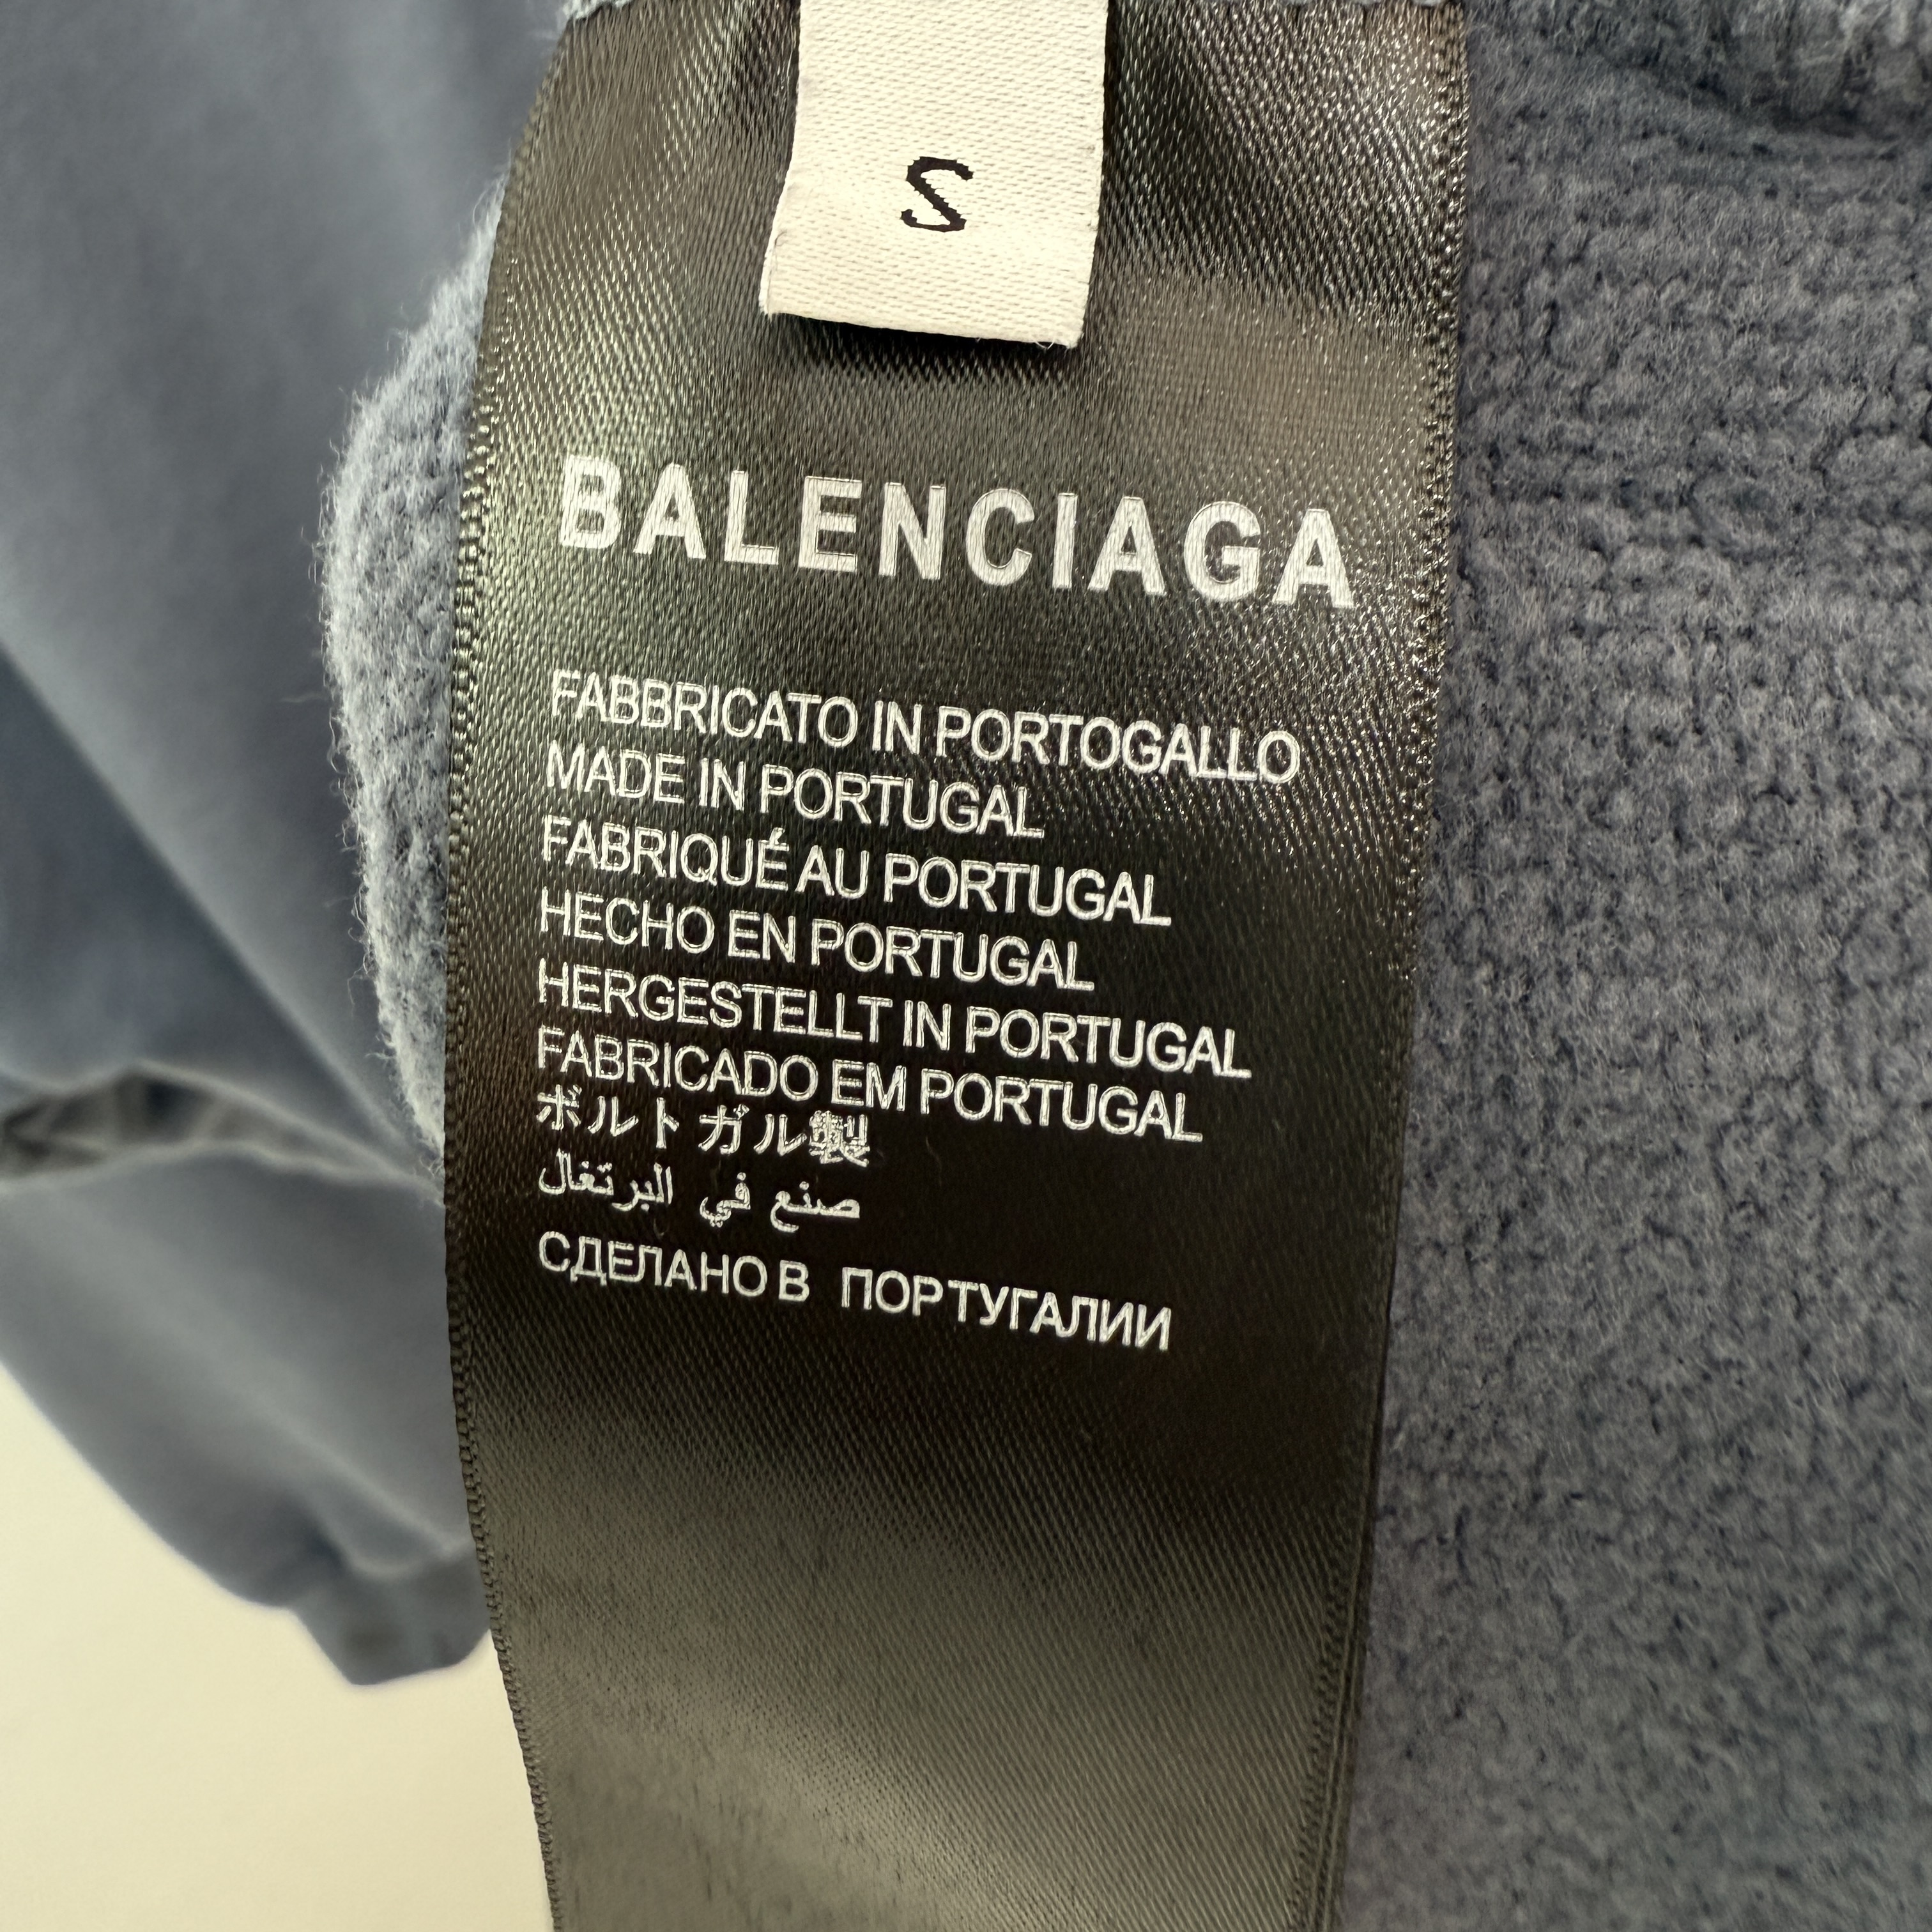 S
BALENCIAGA
FABBRICATO IN PORTOGALLO
MADE IN PORTUGAL
FABRIQUÉ AU PORTUGAL
HECHO EN PORTUGAL
HERGESTELLT IN PORTUGAL
FABRICADO EM PORTUGAL
ボルトガル製
صنع في البرتغال
СДЕЛАНО В ПОРТУГАЛИИ